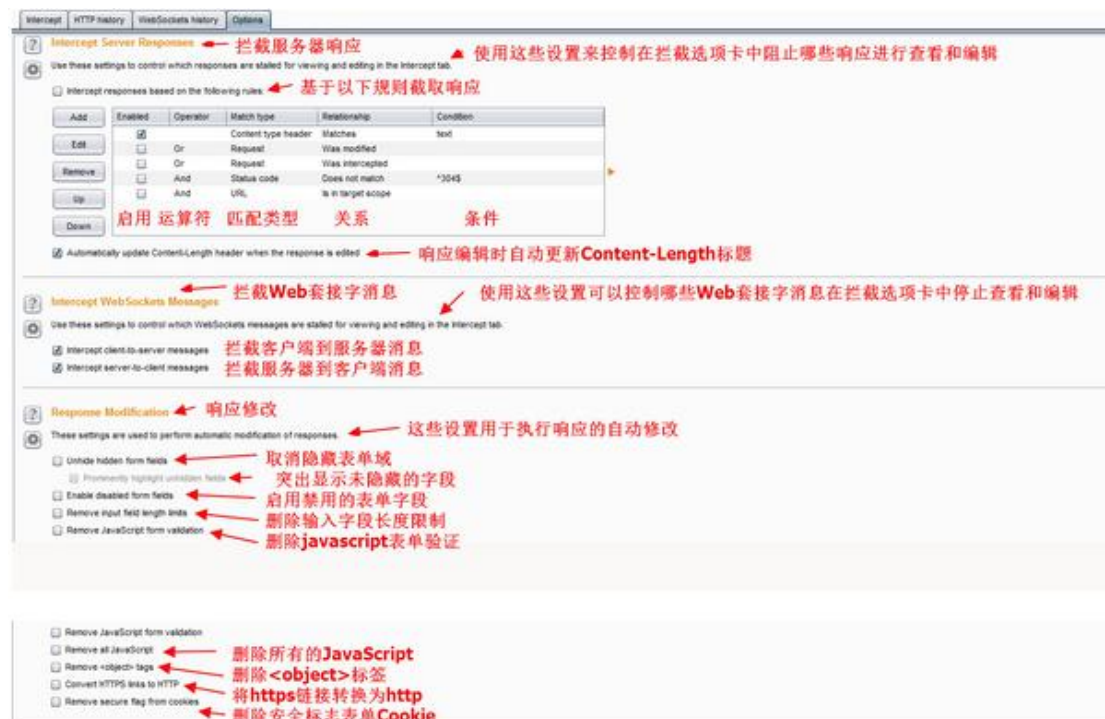 Intercept HTTP history WebSockets history Options
? Intercept Server Responses 拦截服务器响应
使用这些设置来控制在拦截选项卡中阻止哪些响应进行查看和编辑
Use these settings to control which responses are stalled for viewing and editing in the Intercept tab.
Intercept responses based on the following rules: 基于以下规则截取响应
Add Enabled Operator Match type Relationship Condition
Content type header Matches text
Edit Or Request Was modified
Or Request Was intercepted
Remove And Status code Does not match ^304$
Up And URL Is in target scope
Down 启用 运算符 匹配类型 关系 条件
Automatically update Content-Length header when the response is edited 响应编辑时自动更新Content-Length标题
拦截Web套接字消息 使用这些设置可以控制哪些Web套接字消息在拦截选项卡中停止查看和编辑
? Intercept WebSockets Messages
Use these settings to control which WebSockets messages are stalled for viewing and editing in the Intercept tab.
Intercept client-to-server messages 拦截客户端到服务器消息
Intercept server-to-client messages 拦截服务器到客户端消息
? Response Modification 响应修改
These settings are used to perform automatic modification of responses. 这些设置用于执行响应的自动修改
Unhide hidden form fields 取消隐藏表单域
Prominently highlight unhidden fields 突出显示未隐藏的字段
Enable disabled form fields 启用禁用的表单字段
Remove input field length limits 删除输入字段长度限制
Remove JavaScript form validation 删除javascript表单验证
Remove JavaScript form validation
Remove all JavaScript 删除所有的JavaScript
Remove <object> tags 删除<object>标签
Convert HTTPS links to HTTP 将https链接转换为http
Remove secure flag from cookies
删除安全标志表单Cookie